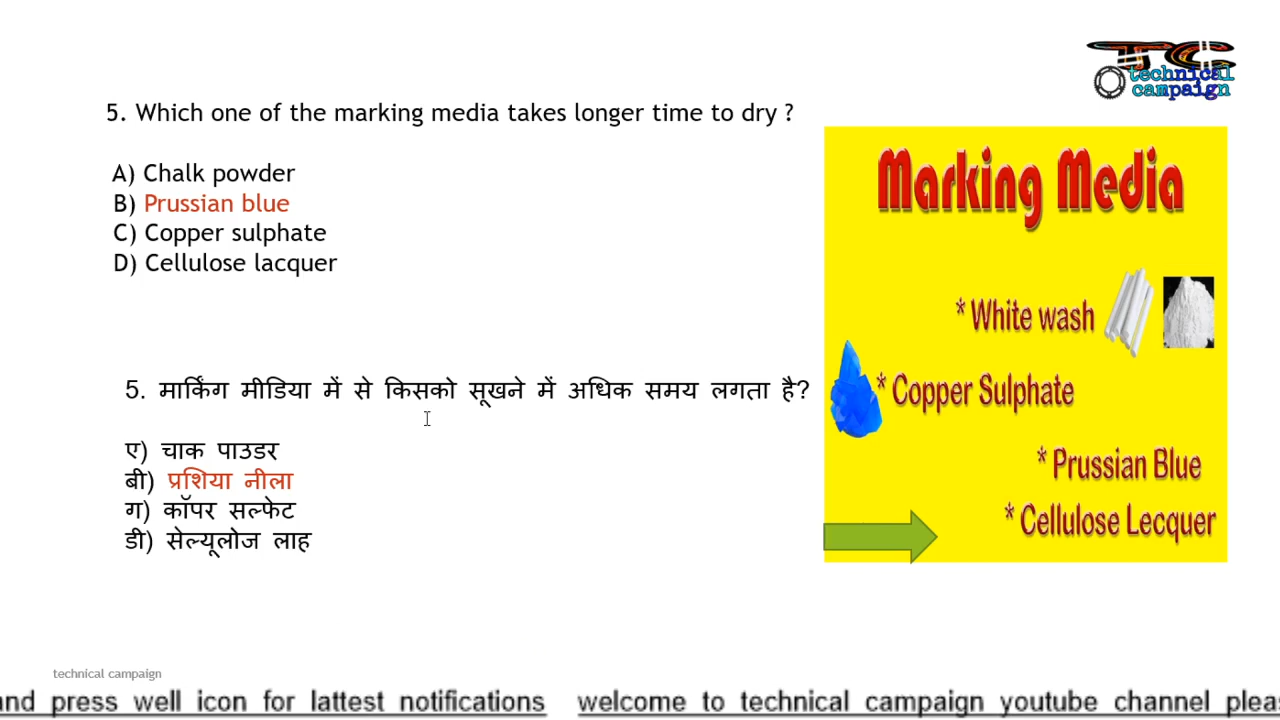 TC
technical
campaign
5. Which one of the marking media takes longer time to dry ?
A) Chalk powder
B) Prussian blue
C) Copper sulphate
D) Cellulose lacquer
Marking Media
* White wash
* Copper Sulphate
* Prussian Blue
* Cellulose Lecquer
5. मार्किंग मीडिया में से किसको सूखने में अधिक समय लगता है?
ए) चाक पाउडर
बी) प्रशिया नीला
ग) कॉपर सल्फेट
डी) सेल्यूलोज लाह
technical campaign
and press well icon for lattest notifications welcome to technical campaign youtube channel pleas